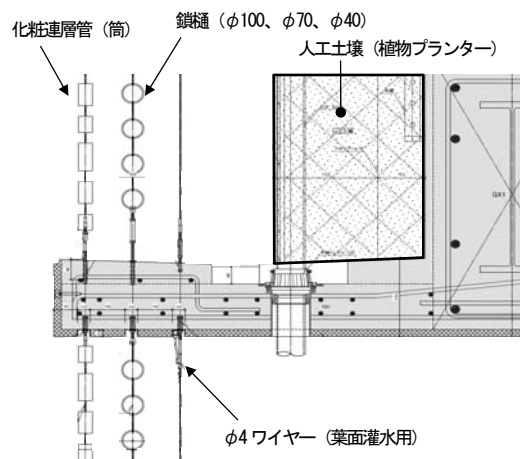 化粧連層管（筒）
鎖樋（φ100、φ70、φ40）
人工土壌（植物プランター）
GX1
φ4 ワイヤー（葉面灌水用）